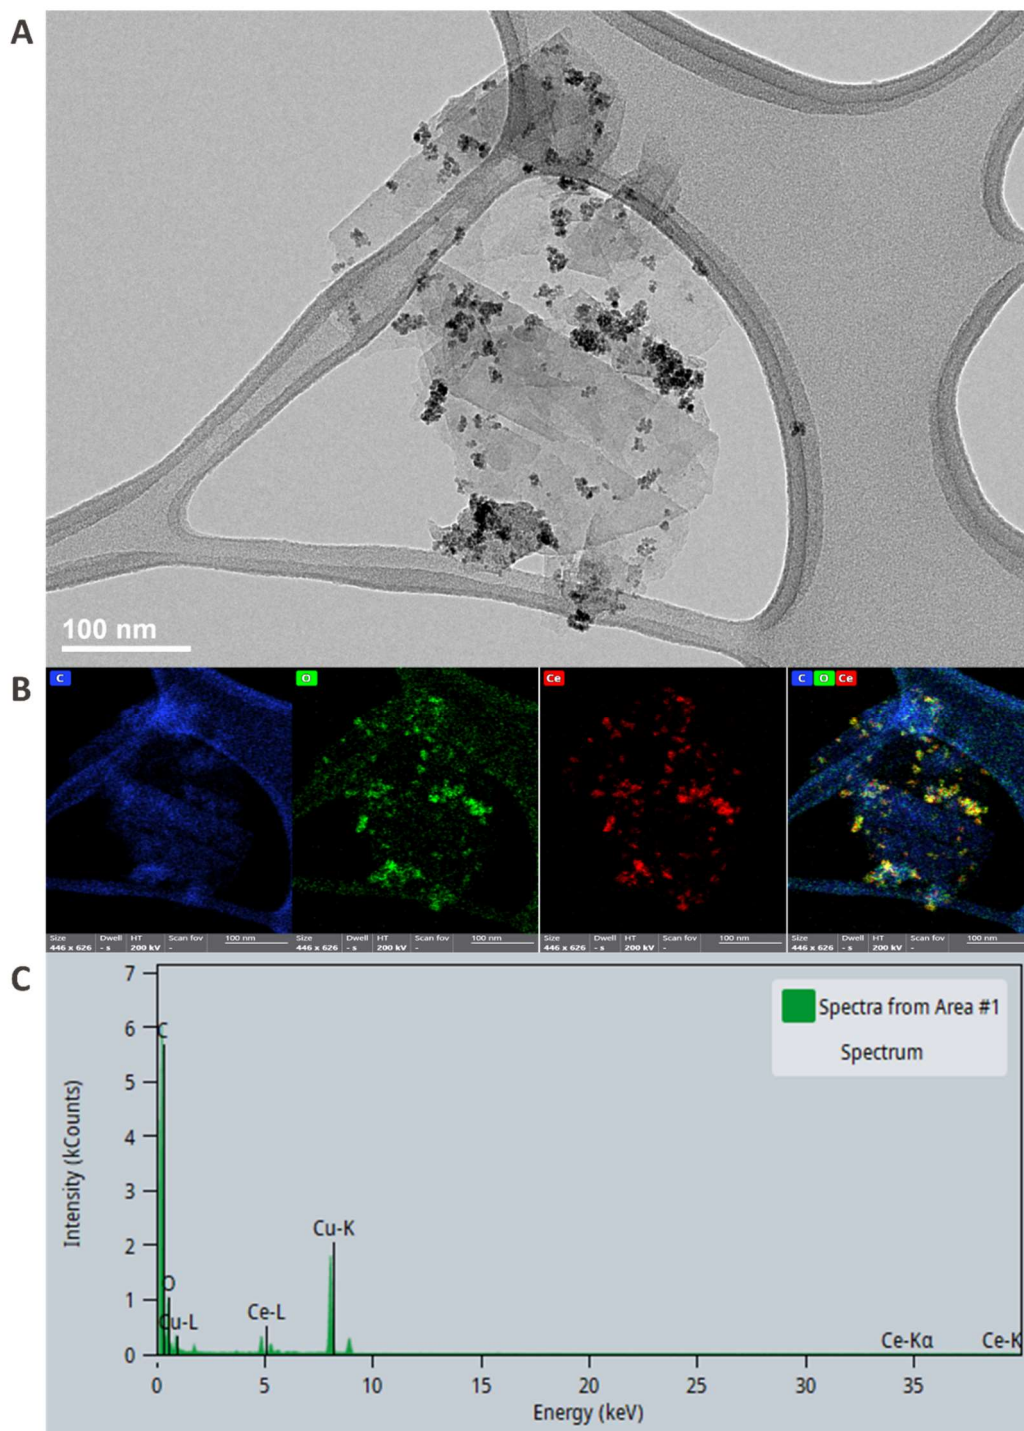 A
100 nm
B
C
O
Ce
C O Ce
Size Dwell HT Scan fov 100 nm
446 x 626 - s 200 kV -
Size Dwell HT Scan fov 100 nm
446 x 626 - s 200 kV -
Size Dwell HT Scan fov 100 nm
446 x 626 - s 200 kV -
Size Dwell HT Scan fov 100 nm
446 x 626 - s 200 kV -
C
7
6
5
4
3
2
1
0
Intensity (kCounts)
C
O
Cu-L
Ce-L
Cu-K
Ce-Kα
Ce-K
Spectra from Area #1
Spectrum
0 5 10 15 20 25 30 35
Energy (keV)